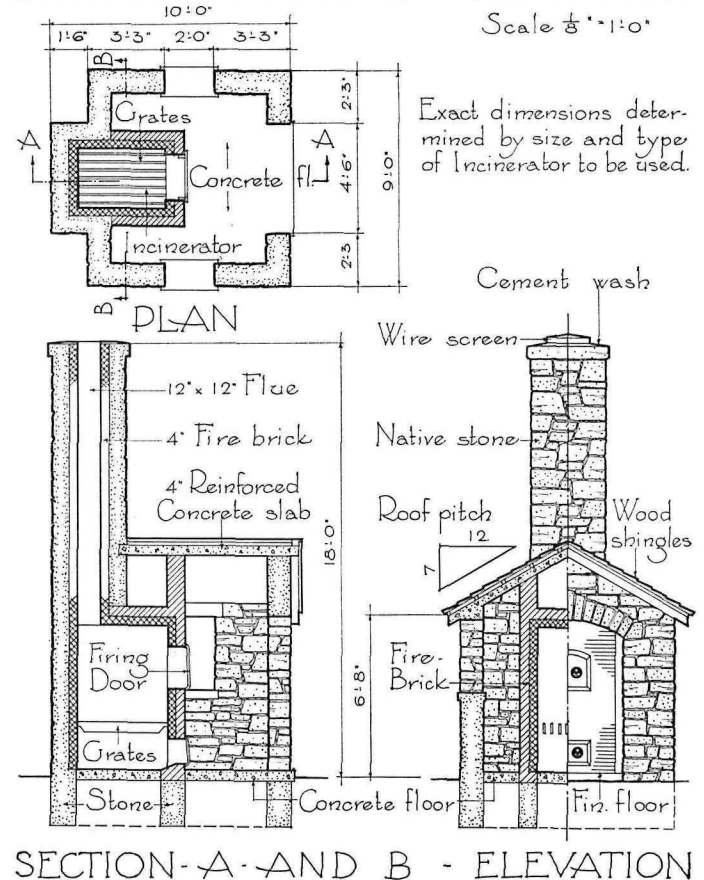 10'-0"
Scale 1/8" = 1'-0"
1'-6" 3'-3" 2'-0" 3'-3"
B
Grates
2'-3"
Exact dimensions deter-
mined by size and type
of Incinerator to be used.
A
A
Concrete fl.
4'-6"
9'-0"
Incinerator
2'-3
B
PLAN
Cement wash
Wire screen
12" x 12" Flue
4" Fire brick
Native stone
4" Reinforced
Concrete slab
18'-0"
Roof pitch
12
7
Wood
shingles
Firing
Door
6'-8"
Fire-
Brick
Grates
Stone
Concrete floor
Fin. floor
SECTION-A-AND B - ELEVATION